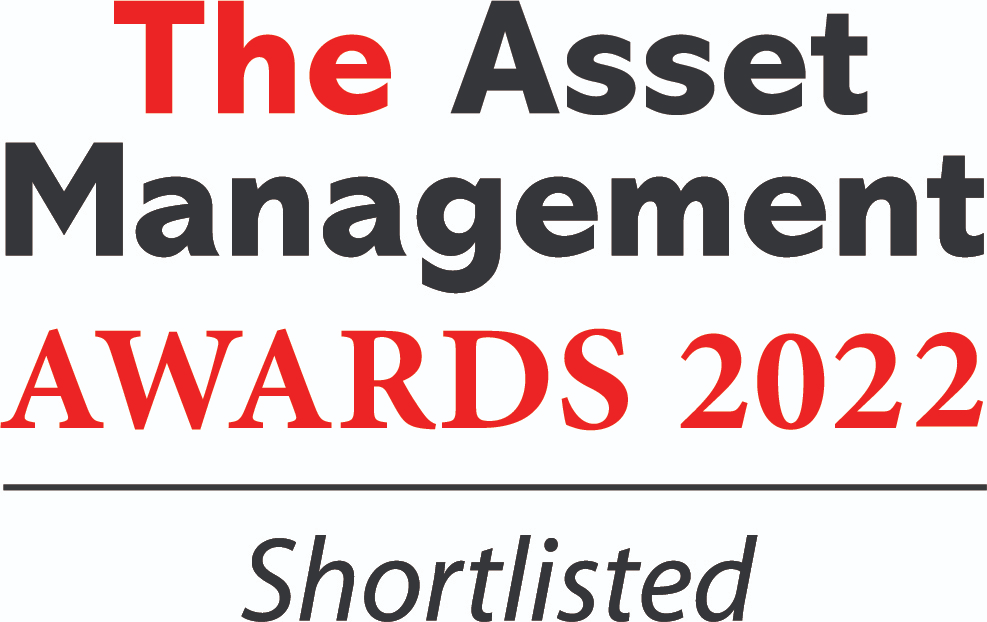 The Asset
Management
AWARDS 2022
Shortlisted